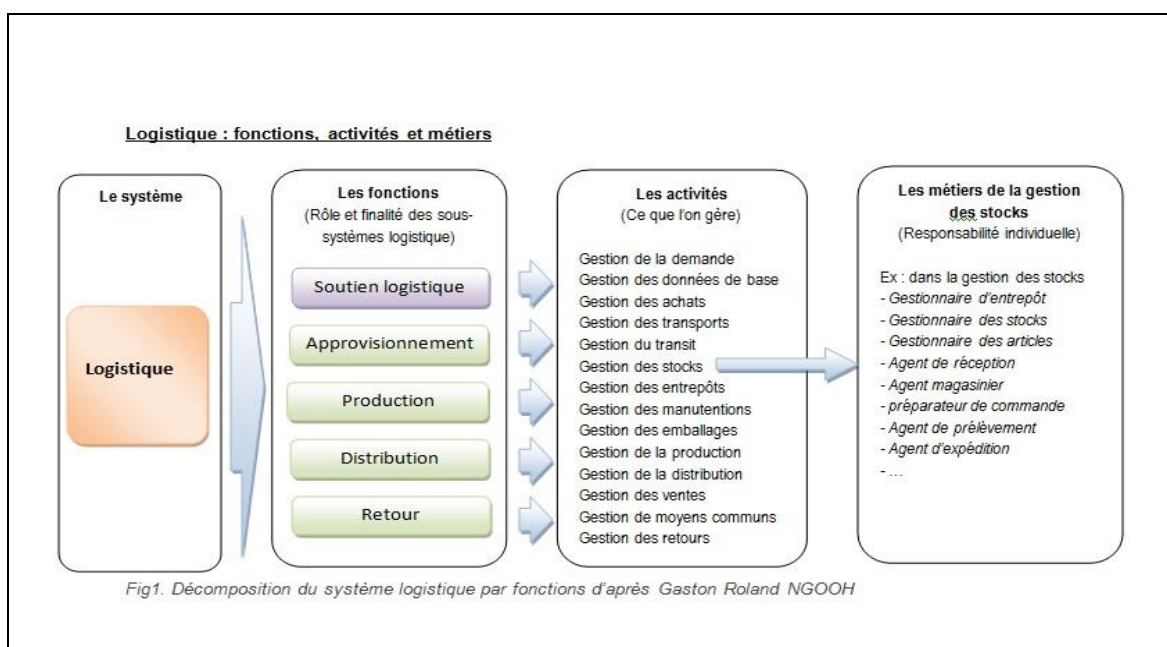 Logistique : fonctions, activités et métiers
Le système
Logistique
Les fonctions
(Rôle et finalité des sous-
systèmes logistique)
Soutien logistique
Approvisionnement
Production
Distribution
Retour
Les activités
(Ce que l'on gère)
Gestion de la demande
Gestion des données de base
Gestion des achats
Gestion des transports
Gestion du transit
Gestion des stocks
Gestion des entrepôts
Gestion des manutentions
Gestion des emballages
Gestion de la production
Gestion de la distribution
Gestion des ventes
Gestion de moyens communs
Gestion des retours
Les métiers de la gestion
des stocks
(Responsabilité individuelle)
Ex : dans la gestion des stocks
- Gestionnaire d'entrepôt
- Gestionnaire des stocks
- Gestionnaire des articles
- Agent de réception
- Agent magasinier
- préparateur de commande
- Agent de prélèvement
- Agent d'expédition
- ...
Fig1. Décomposition du système logistique par fonctions d'après Gaston Roland NGOOH